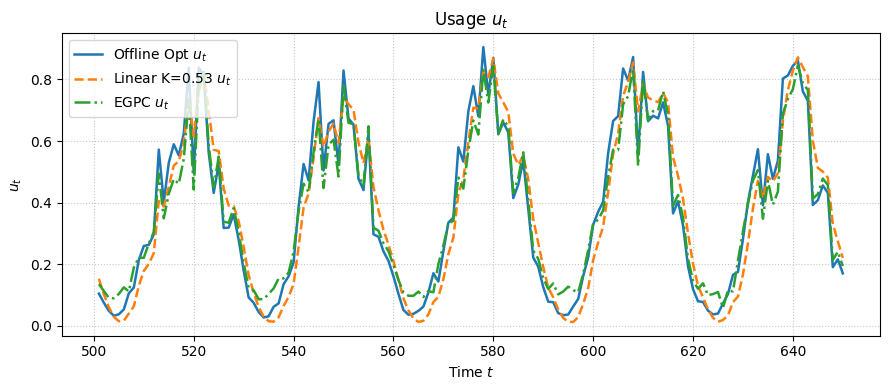 Usage u_t
Offline Opt u_t
Linear K=0.53 u_t
EGPC u_t
u_t
0.8
0.6
0.4
0.2
0.0
500 520 540 560 580 600 620 640
Time t